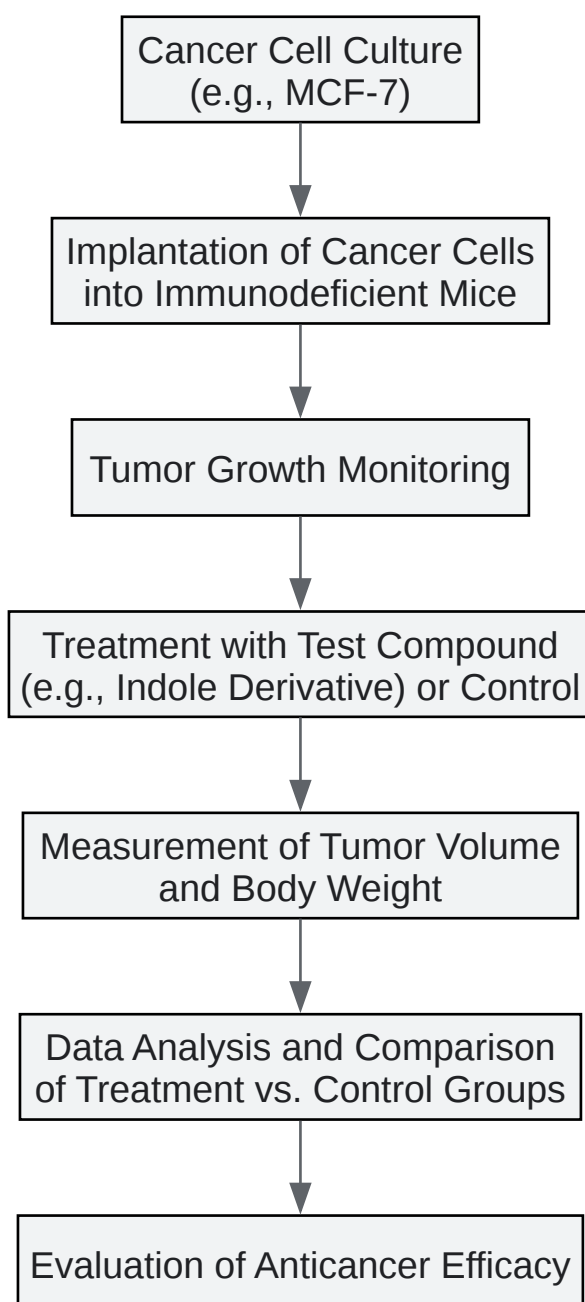 Cancer Cell Culture
(e.g., MCF-7)
Implantation of Cancer Cells
into Immunodeficient Mice
Tumor Growth Monitoring
Treatment with Test Compound
(e.g., Indole Derivative) or Control
Measurement of Tumor Volume
and Body Weight
Data Analysis and Comparison
of Treatment vs. Control Groups
Evaluation of Anticancer Efficacy